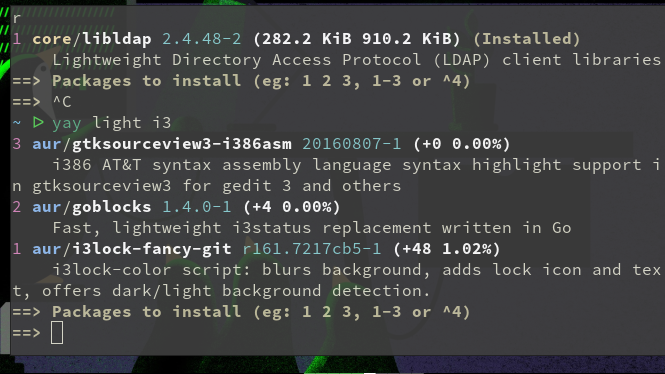 r
1 core/libldap 2.4.48-2 (282.2 KiB 910.2 KiB) (Installed)
Lightweight Directory Access Protocol (LDAP) client libraries
==> Packages to install (eg: 1 2 3, 1-3 or ^4)
==> ^C
~ ▷ yay light i3
3 aur/gtksourceview3-i386asm 20160807-1 (+0 0.00%)
i386 AT&T syntax assembly language syntax highlight support i
n gtksourceview3 for gedit 3 and others
2 aur/goblocks 1.4.0-1 (+4 0.00%)
Fast, lightweight i3status replacement written in Go
1 aur/i3lock-fancy-git r161.7217cb5-1 (+48 1.02%)
i3lock-color script: blurs background, adds lock icon and tex
t, offers dark/light background detection.
==> Packages to install (eg: 1 2 3, 1-3 or ^4)
==>